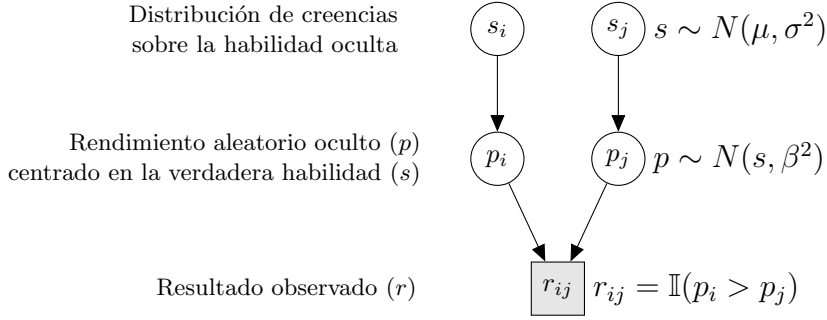 Distribución de creencias
sobre la habilidad oculta
s_i
s_j
s ∼ N(μ, σ²)
Rendimiento aleatorio oculto (p)
centrado en la verdadera habilidad (s)
p_i
p_j
p ∼ N(s, β²)
Resultado observado (r)
r_ij
r_ij = 𝕀(p_i > p_j)